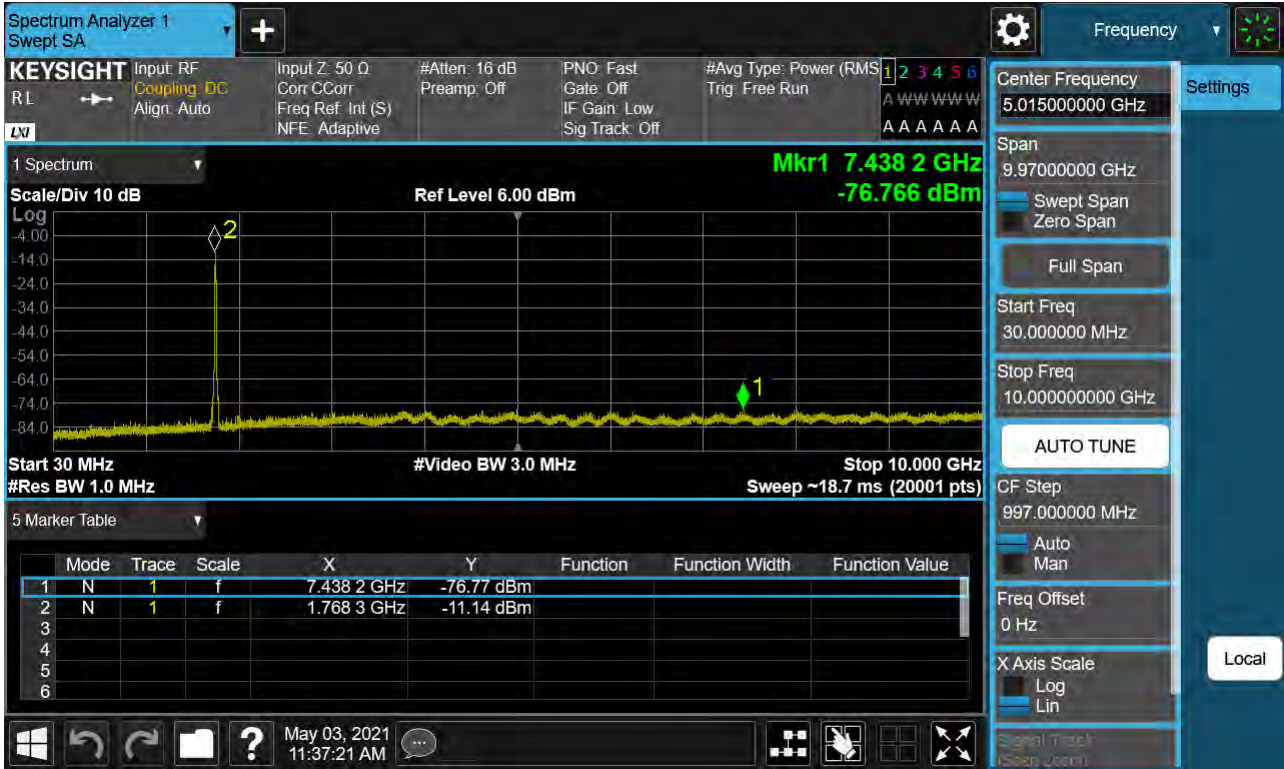 Spectrum Analyzer 1
Swept SA
Frequency
KEYSIGHT
RL
LXI
Input: RF
Coupling: DC
Align: Auto
Input Z: 50 Ω
Corr CCorr
Freq Ref: Int (S)
NFE: Adaptive
#Atten: 16 dB
Preamp: Off
PNO: Fast
Gate: Off
IF Gain: Low
Sig Track: Off
#Avg Type: Power (RMS
Trig: Free Run
1 2 3 4 5 6
A W W W W W
A A A A A A
1 Spectrum
Mkr1 7.438 2 GHz
Scale/Div 10 dB
Ref Level 6.00 dBm
-76.766 dBm
Log
-4.00
-14.0
-24.0
-34.0
-44.0
-54.0
-64.0
-74.0
-84.0
2
1
Start 30 MHz
#Video BW 3.0 MHz
Stop 10.000 GHz
#Res BW 1.0 MHz
Sweep ~18.7 ms (20001 pts)
5 Marker Table
Mode Trace Scale X Y Function Function Width Function Value
1 N 1 f 7.438 2 GHz -76.77 dBm
2 N 1 f 1.768 3 GHz -11.14 dBm
3
4
5
6
?
May 03, 2021
11:37:21 AM
Center Frequency
5.015000000 GHz
Settings
Span
9.97000000 GHz
Swept Span
Zero Span
Full Span
Start Freq
30.000000 MHz
Stop Freq
10.000000000 GHz
AUTO TUNE
CF Step
997.000000 MHz
Auto
Man
Freq Offset
0 Hz
X Axis Scale
Log
Lin
Local
Signal Track
(Span Zoom)